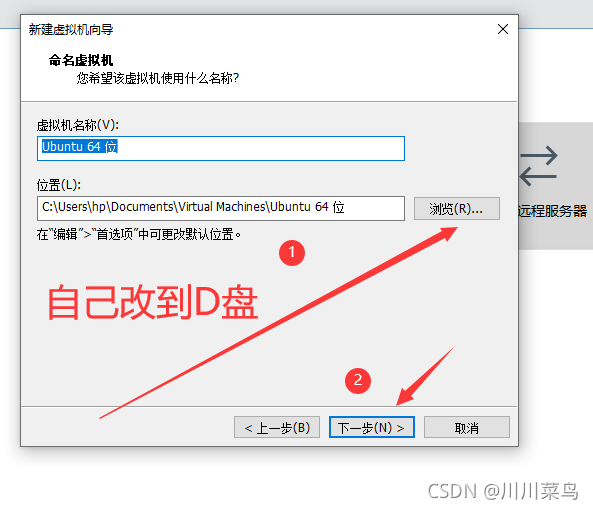 新建虚拟机向导
命名虚拟机
您希望该虚拟机使用什么名称?
虚拟机名称(V):
Ubuntu 64 位
位置(L):
C:\Users\hp\Documents\Virtual Machines\Ubuntu 64 位
浏览(R)...
远程服务器
在“编辑”>“首选项”中可更改默认位置。
1
自己改到D盘
2
< 上一步(B)
下一步(N) >
取消
CSDN @川川菜鸟